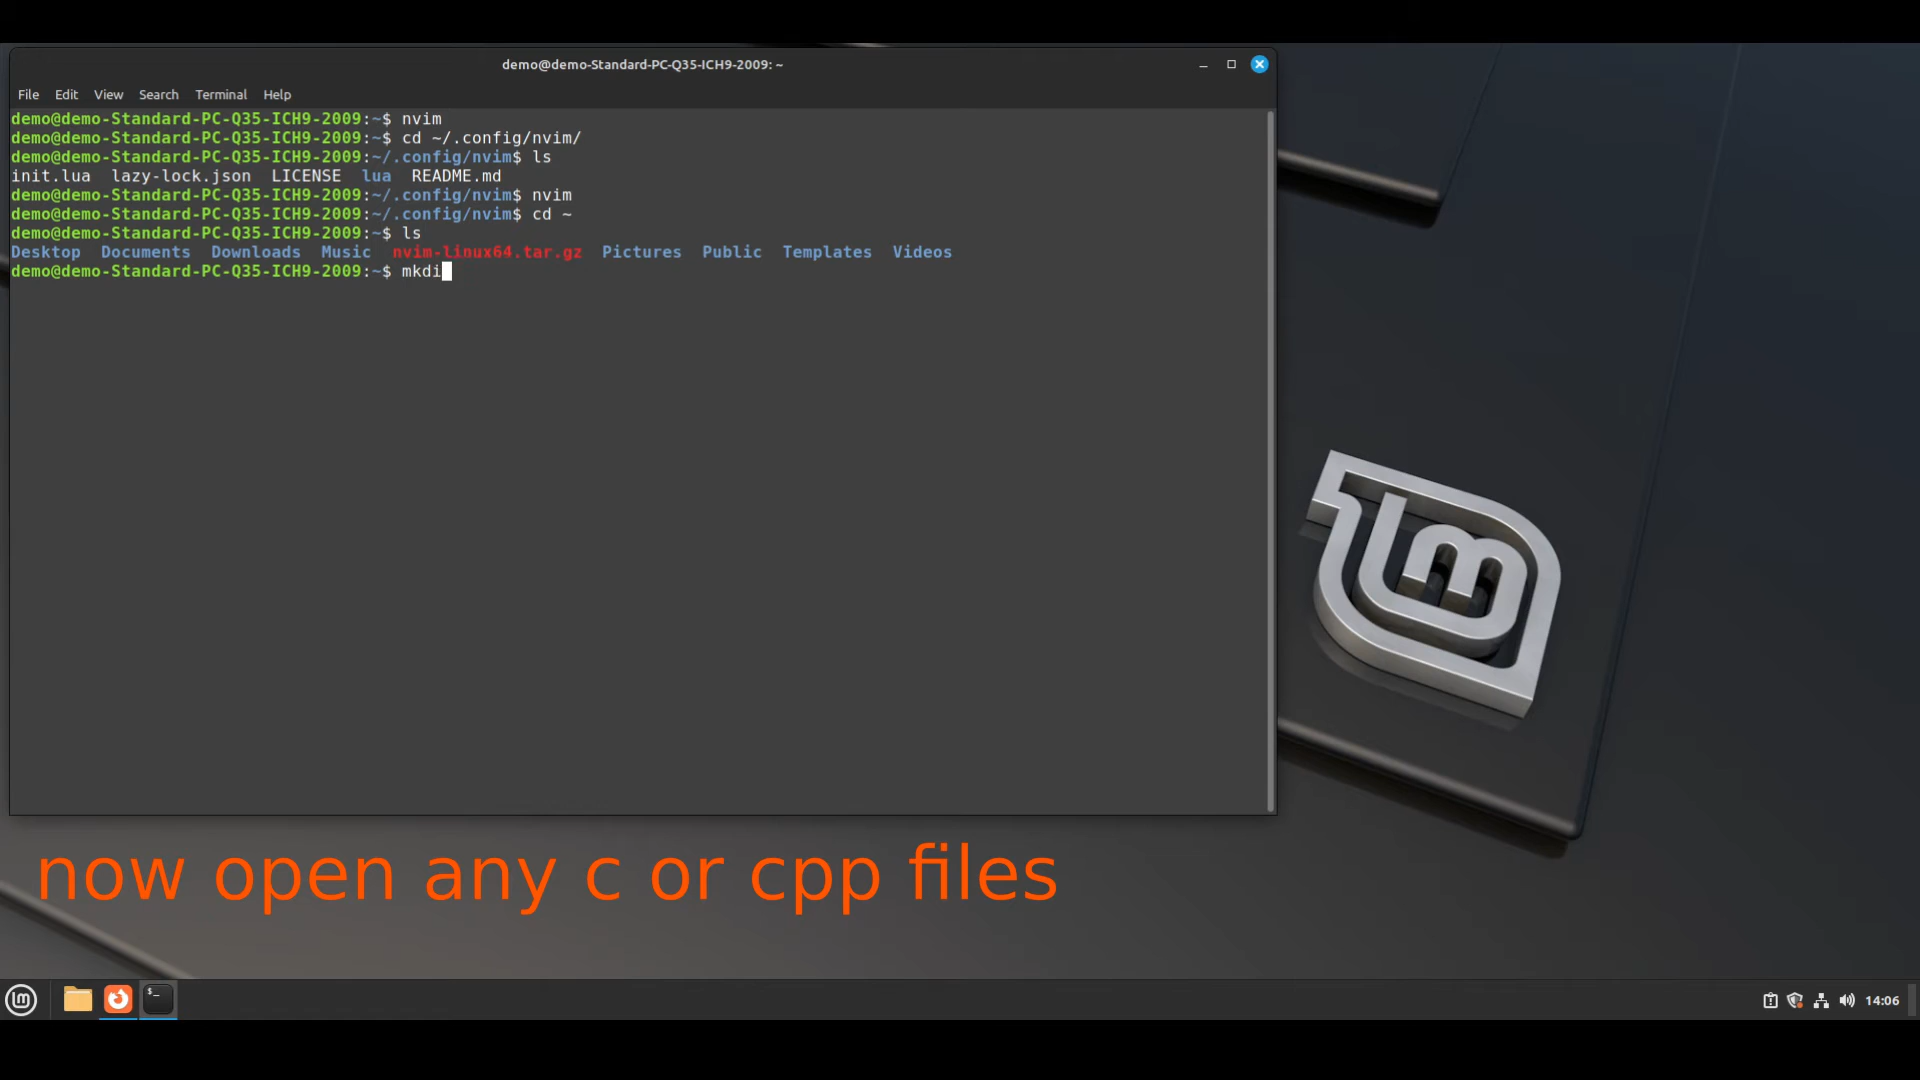 demo@demo-Standard-PC-Q35-ICH9-2009: ~
File Edit View Search Terminal Help
demo@demo-Standard-PC-Q35-ICH9-2009:~$ nvim
demo@demo-Standard-PC-Q35-ICH9-2009:~$ cd ~/.config/nvim/
demo@demo-Standard-PC-Q35-ICH9-2009:~/.config/nvim$ ls
init.lua lazy-lock.json LICENSE lua README.md
demo@demo-Standard-PC-Q35-ICH9-2009:~/.config/nvim$ nvim
demo@demo-Standard-PC-Q35-ICH9-2009:~/.config/nvim$ cd ~
demo@demo-Standard-PC-Q35-ICH9-2009:~$ ls
Desktop Documents Downloads Music nvim-linux64.tar.gz Pictures Public Templates Videos
demo@demo-Standard-PC-Q35-ICH9-2009:~$ mkdi
lm
now open any c or cpp files
lm
$_
14:06